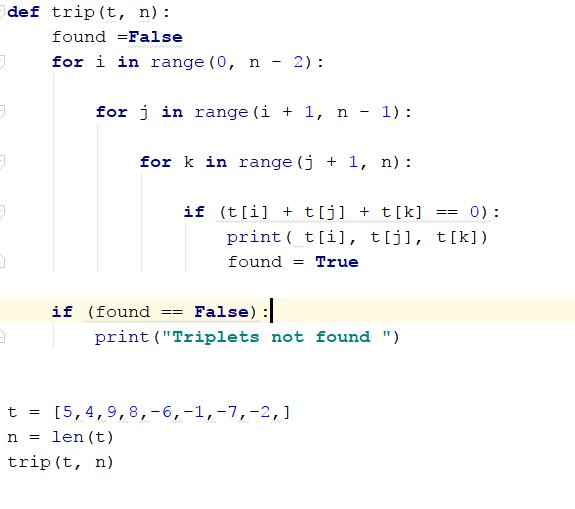 def trip(t, n):
    found =False
    for i in range(0, n - 2):
        for j in range(i + 1, n - 1):
            for k in range(j + 1, n):
                if (t[i] + t[j] + t[k] == 0):
                    print( t[i], t[j], t[k])
                    found = True
    if (found == False):
        print("Triplets not found ")
t = [5,4,9,8,-6,-1,-7,-2,]
n = len(t)
trip(t, n)